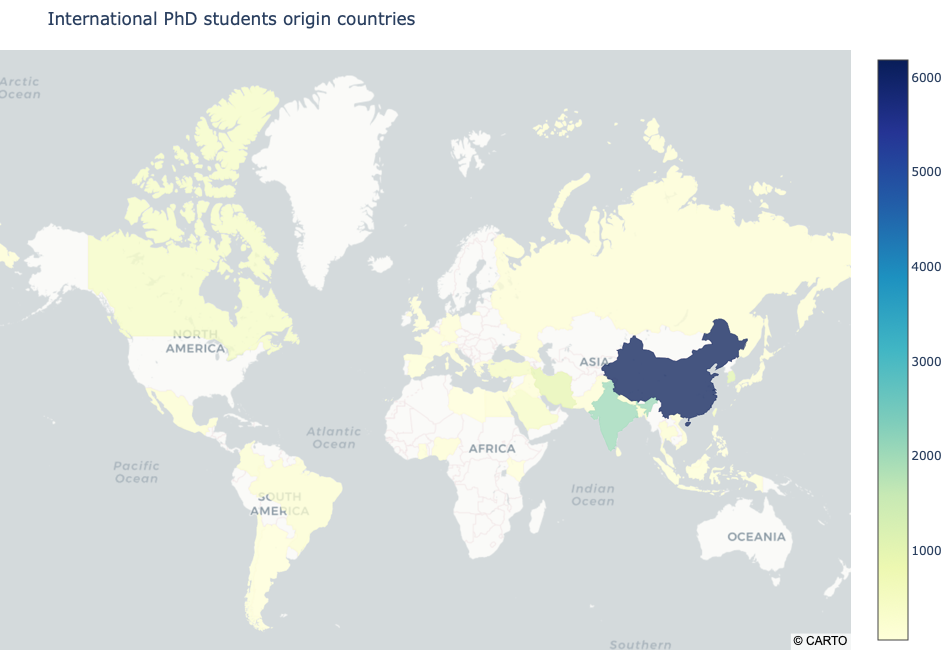 International PhD students origin countries
Arctic
Ocean
6000
5000
4000
NORTH
AMERICA
3000
ASIA
Atlantic
Ocean
AFRICA
2000
Pacific
Ocean
Indian
Ocean
SOUTH
AMERICA
OCEANIA
1000
© CARTO
Southern